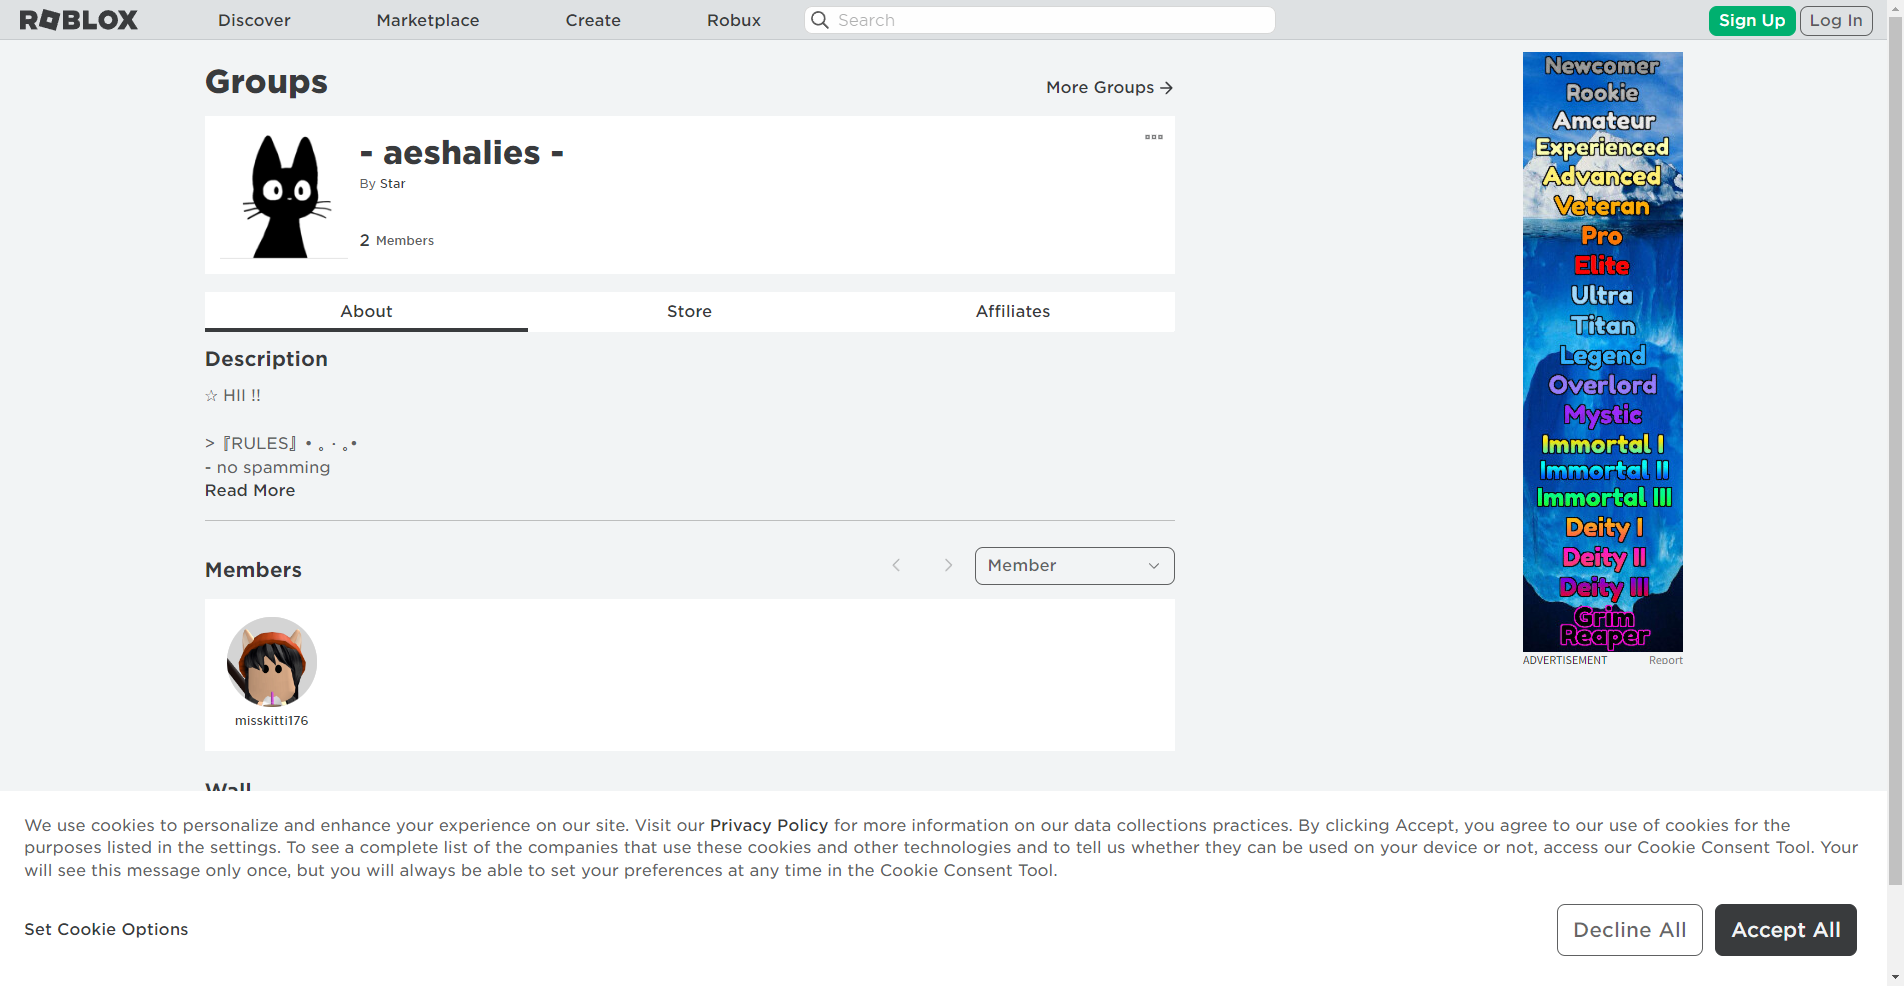 ROBLOX
Discover
Marketplace
Create
Robux
Search
Sign Up
Log In
Groups
More Groups →
- aeshalies -
By Star
2 Members
About
Store
Affiliates
Description
☆ HII !!
> 『RULES』 • 。· 。•
- no spamming
Read More
Members
Member
misskitti176
Wall
Newcomer
Rookie
Amateur
Experienced
Advanced
Veteran
Pro
Elite
Ultra
Titan
Legend
Overlord
Mystic
Immortal I
Immortal II
Immortal III
Deity I
Deity II
Deity III
Grim
Reaper
ADVERTISEMENT
Report
We use cookies to personalize and enhance your experience on our site. Visit our Privacy Policy for more information on our data collections practices. By clicking Accept, you agree to our use of cookies for the
purposes listed in the settings. To see a complete list of the companies that use these cookies and other technologies and to tell us whether they can be used on your device or not, access our Cookie Consent Tool. Your
will see this message only once, but you will always be able to set your preferences at any time in the Cookie Consent Tool.
Set Cookie Options
Decline All
Accept All